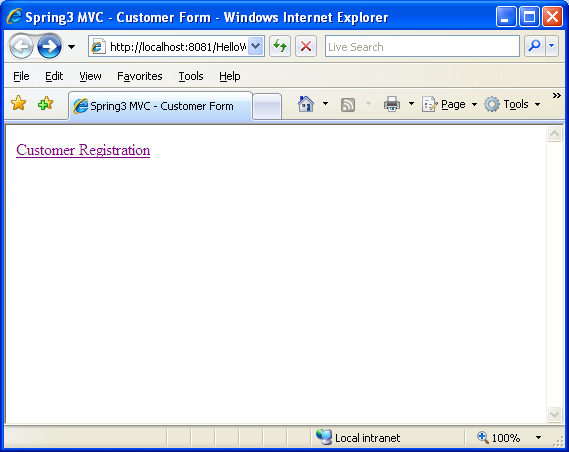 Spring3 MVC - Customer Form - Windows Internet Explorer
http://localhost:8081/Hello
Live Search
File Edit View Favorites Tools Help
Spring3 MVC - Customer Form
Page Tools
Customer Registration
Local intranet
100%